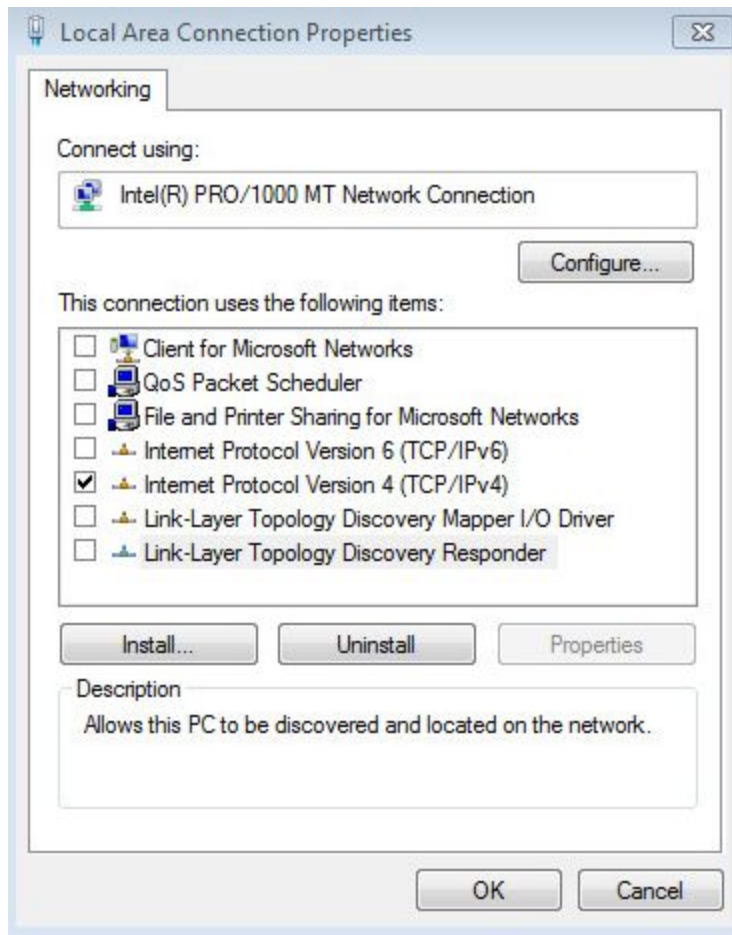 Local Area Connection Properties
Networking
Connect using:
Intel(R) PRO/1000 MT Network Connection
Configure...
This connection uses the following items:
Client for Microsoft Networks
QoS Packet Scheduler
File and Printer Sharing for Microsoft Networks
Internet Protocol Version 6 (TCP/IPv6)
Internet Protocol Version 4 (TCP/IPv4)
Link-Layer Topology Discovery Mapper I/O Driver
Link-Layer Topology Discovery Responder
Install... Uninstall Properties
Description
Allows this PC to be discovered and located on the network.
OK Cancel